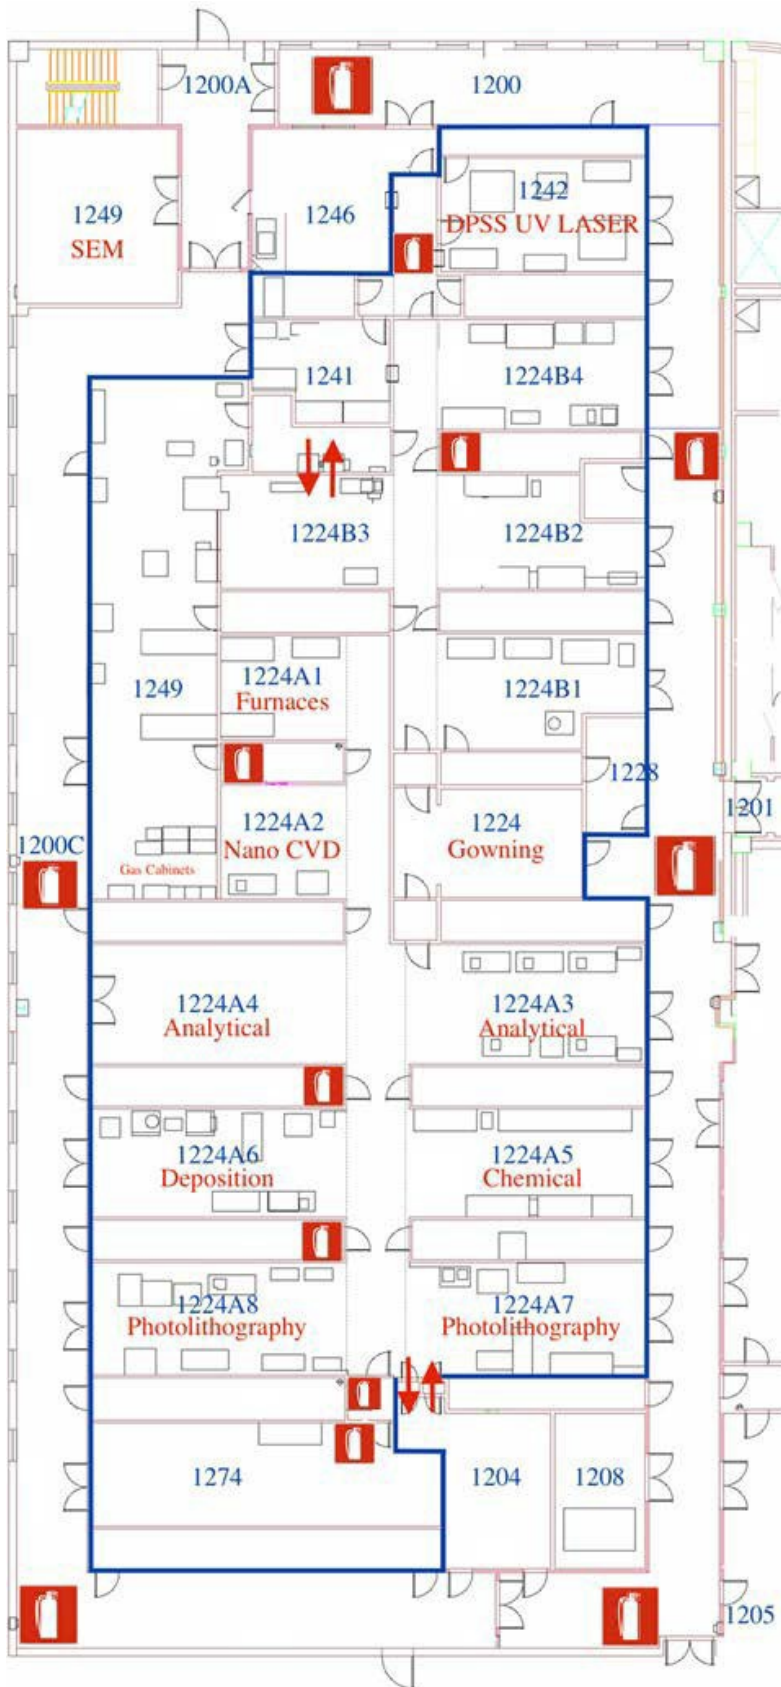 1200A
1200
1249
SEM
1246
1242
DPSS UV LASER
1241
1224B4
1224B3
1224B2
1249
1224A1
Furnaces
1224B1
1228
1224A2
Nano CVD
1224
Gowning
1201
1200C
Gas Cabinets
1224A4
Analytical
1224A3
Analytical
1224A6
Deposition
1224A5
Chemical
1224A8
Photolithography
1224A7
Photolithography
1274
1204
1208
1205